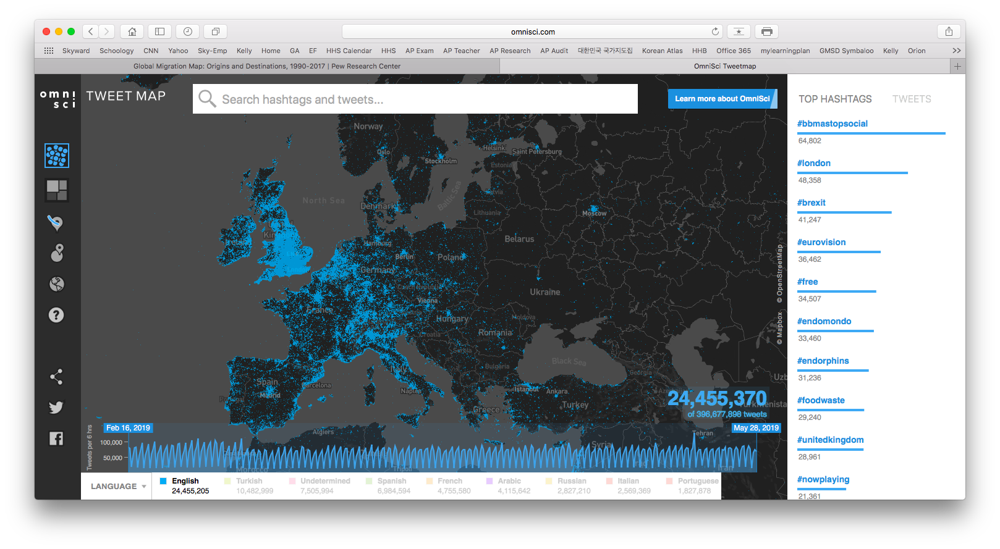 omnisci.com
Skyward Schoology CNN Yahoo Sky-Emp Kelly Home GA EF HHS Calendar HHS AP Exam AP Teacher AP Research AP Audit 대한민국 국가지도집 Korean Atlas HHB Office 365 mylearningplan GMSD Symbaloo Kelly Orion
Global Migration Map: Origins and Destinations, 1990-2017 | Pew Research Center
OmniSci Tweetmap
omni
sci
TWEET MAP
Search hashtags and tweets...
Learn more about OmniSci
Norway
Oslo
Helsinki
Saint Petersburg
Stockholm
Estonia
North Sea
Baltic Sea
Latvia
Denmark
Lithuania
Moscow
Belarus
Hamburg
Berlin
Poland
Germany
Czech Republic
Ukraine
Vienna
France
Hungary
Moldova
Romania
Croatia
Serbia
Bulgaria
Black Sea
Georgia
Spain
Madrid
Barcelona
Portugal
Italy
Naples
Istanbul
Ankara
Turkey
Greece
Uzb
Turkmenista
Algiers
Tehran
Syria
Casablanca
Morocco
Tripoli
Iraq
Iran
© Mapbox © OpenStreetMap
24,455,370
of 396,677,898 tweets
Feb 16, 2019
May 28, 2019
Tweets per 6 hrs
100,000
50,000
LANGUAGE
English
24,455,205
Turkish
10,482,999
Undetermined
7,505,994
Spanish
6,984,594
French
4,755,580
Arabic
4,115,642
Russian
2,827,210
Italian
2,569,369
Portuguese
1,827,878
TOP HASHTAGS TWEETS
#bbmastopsocial
64,802
#london
48,358
#brexit
41,247
#eurovision
36,462
#free
34,507
#endomondo
33,460
#endorphins
31,236
#foodwaste
29,240
#unitedkingdom
28,961
#nowplaying
21,361